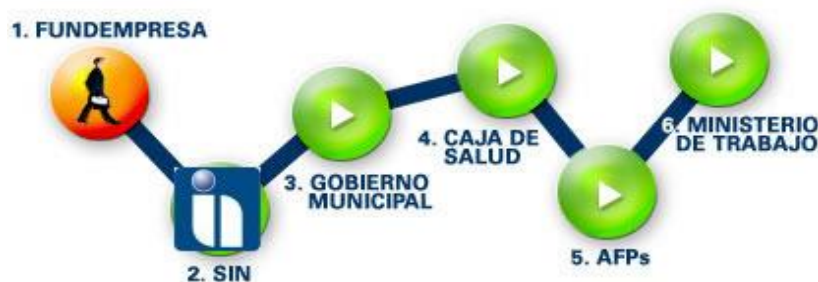 1. FUNDEMPRESA
2. SIN
3. GOBIERNO
MUNICIPAL
4. CAJA DE
SALUD
5. AFPs
6. MINISTERIO
DE TRABAJO